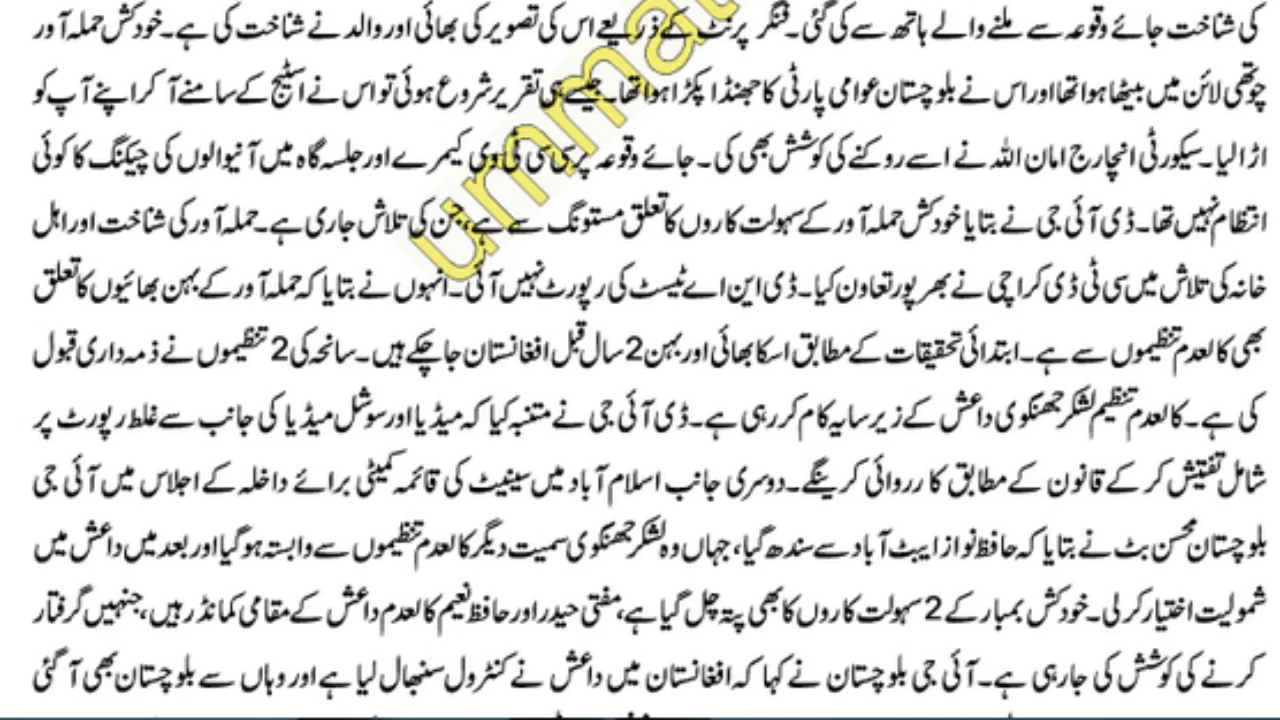 کی شناخت جائے وقوعہ سے ملنے والے ہاتھ سے کی گئی۔ فنگر پرنٹ کے ذریعے اس کی تصویر کی بھائی اور والد نے شناخت کی ہے۔ خودکش حملہ آور
چوتھی لائن میں بیٹھا ہوا تھا اور اس نے بلوچستان عوامی پارٹی کا جھنڈا پکڑا ہوا تھا۔ جیسے ہی تقریر شروع ہوئی تو اس نے اسٹیج کے سامنے آ کر اپنے آپ کو
اڑا لیا۔ سیکورٹی انچارج امان اللہ نے اسے روکنے کی کوشش بھی کی۔ جائے وقوعہ پر سی سی ٹی وی کیمرے اور جلسہ گاہ میں آنیوالوں کی چیکنگ کا کوئی
انتظام نہیں تھا۔ ڈی آئی جی نے بتایا خودکش حملہ آور کے سہولت کاروں کا تعلق مستونگ سے ہے، جن کی تلاش جاری ہے۔ حملہ آور کی شناخت اور اہل
خانہ کی تلاش میں سی ٹی ڈی کراچی نے بھرپور تعاون کیا۔ ڈی این اے ٹیسٹ کی رپورٹ نہیں آئی۔ انہوں نے بتایا کہ حملہ آور کے بہن بھائیوں کا تعلق
بھی کالعدم تنظیموں سے ہے۔ ابتدائی تحقیقات کے مطابق اسکا بھائی اور بہن 2 سال قبل افغانستان جاچکے ہیں۔ سانحہ کی 2 تنظیموں نے ذمہ داری قبول
کی ہے۔ کالعدم تنظیم لشکر جھنگوی داعش کے زیر سایہ کام کر رہی ہے۔ ڈی آئی جی نے متنبہ کیا کہ میڈیا اور سوشل میڈیا کی جانب سے غلط رپورٹ پر
شامل تفتیش کر کے قانون کے مطابق کارروائی کرینگے۔ دوسری جانب اسلام آباد میں سینیٹ کی قائمہ کمیٹی برائے داخلہ کے اجلاس میں آئی جی
بلوچستان محسن بٹ نے بتایا کہ حافظ نواز ایبٹ آباد سے سندھ گیا، جہاں وہ لشکر جھنگوی سمیت دیگر کالعدم تنظیموں سے وابستہ ہو گیا اور بعد میں داعش میں
شمولیت اختیار کر لی۔ خودکش بمبار کے 2 سہولت کاروں کا بھی پتہ چل گیا ہے، مفتی حیدر اور حافظ نعیم کالعدم داعش کے مقامی کمانڈر ہیں، جنہیں گرفتار
کرنے کی کوشش کی جارہی ہے۔ آئی جی بلوچستان نے کہا کہ افغانستان میں داعش نے کنٹرول سنبھال لیا ہے اور وہاں سے بلوچستان بھی آ گئی
ummat